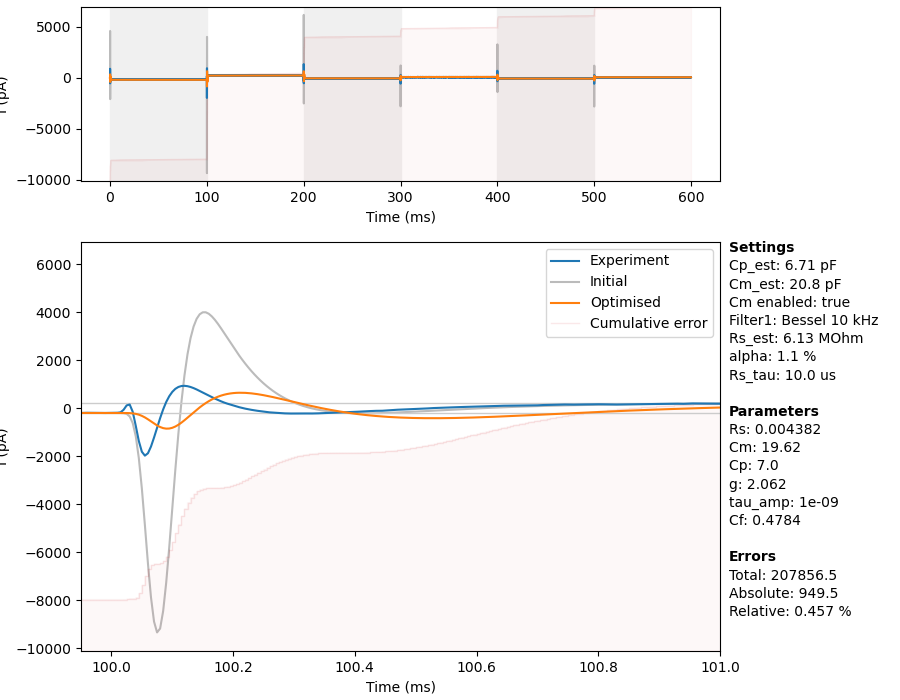 5000
0
−5000
−10000
I (pA)
0 100 200 300 400 500 600
Time (ms)
6000
4000
2000
0
−2000
−4000
−6000
−8000
−10000
I (pA)
Experiment
Initial
Optimised
Cumulative error
100.0 100.2 100.4 100.6 100.8 101.0
Time (ms)
Settings
Cp_est: 6.71 pF
Cm_est: 20.8 pF
Cm enabled: true
Filter1: Bessel 10 kHz
Rs_est: 6.13 MOhm
alpha: 1.1 %
Rs_tau: 10.0 us
Parameters
Rs: 0.004382
Cm: 19.62
Cp: 7.0
g: 2.062
tau_amp: 1e-09
Cf: 0.4784
Errors
Total: 207856.5
Absolute: 949.5
Relative: 0.457 %